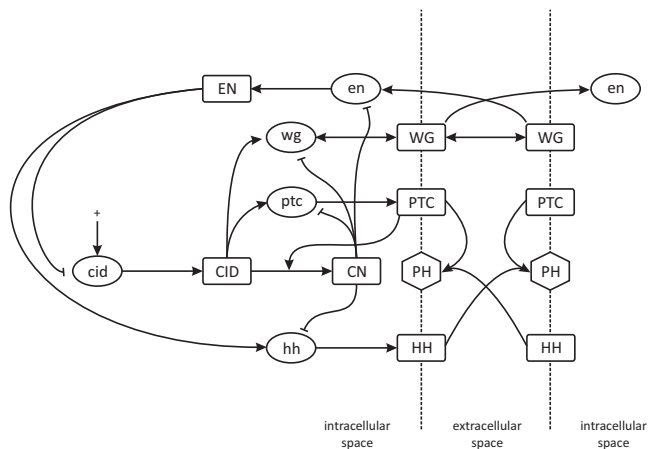 EN
en
en
wg
WG
WG
ptc
PTC
PTC
+
cid
CID
CN
PH
PH
hh
HH
HH
intracellular
space
extracellular
space
intracellular
space